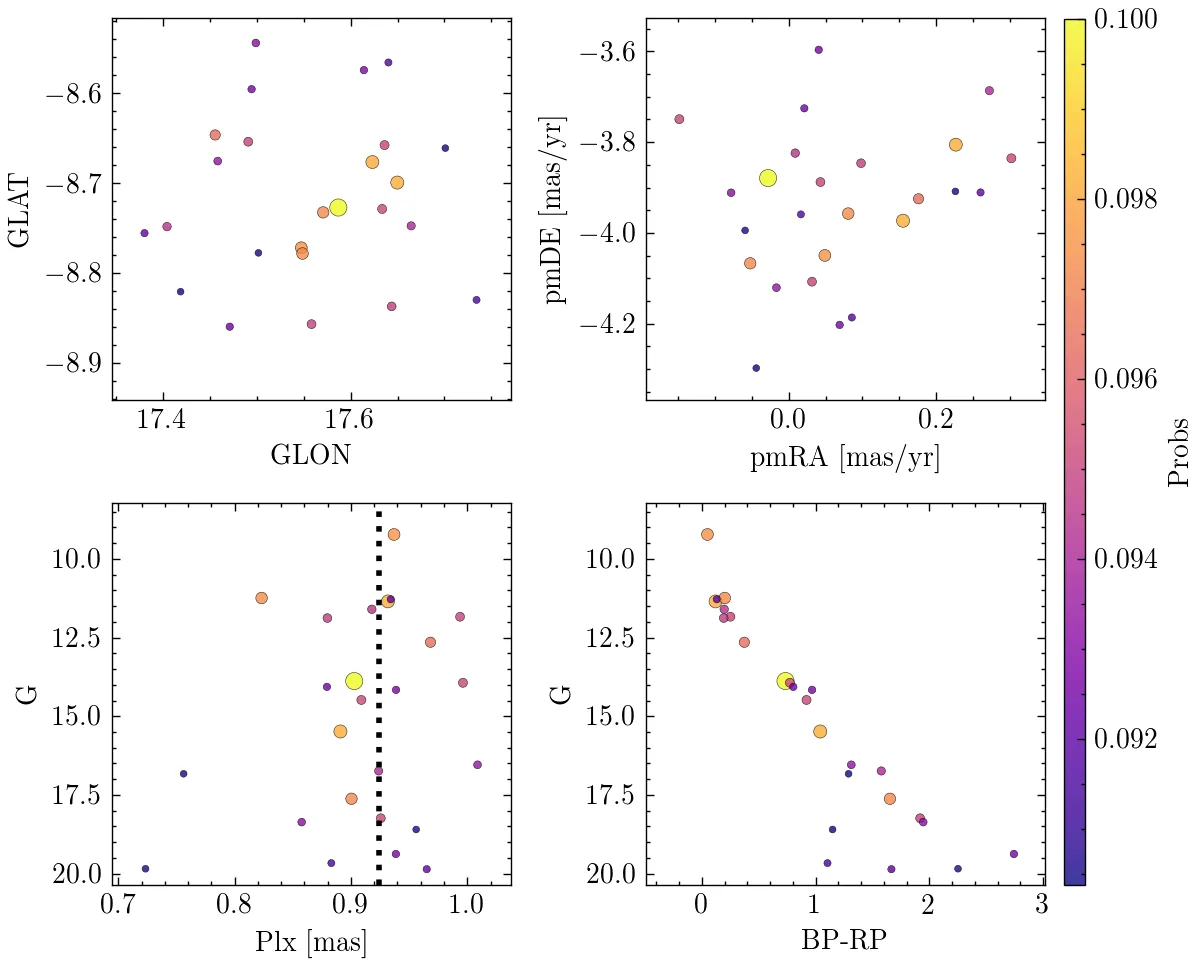 −8.6
−8.7
−8.8
−8.9
GLAT
17.4 17.6
GLON
−3.6
−3.8
−4.0
−4.2
pmDE [mas/yr]
0.0 0.2
pmRA [mas/yr]
10.0
12.5
15.0
17.5
20.0
G
0.7 0.8 0.9 1.0
Plx [mas]
10.0
12.5
15.0
17.5
20.0
G
0 1 2 3
BP-RP
0.100
0.098
0.096
0.094
0.092
Probs